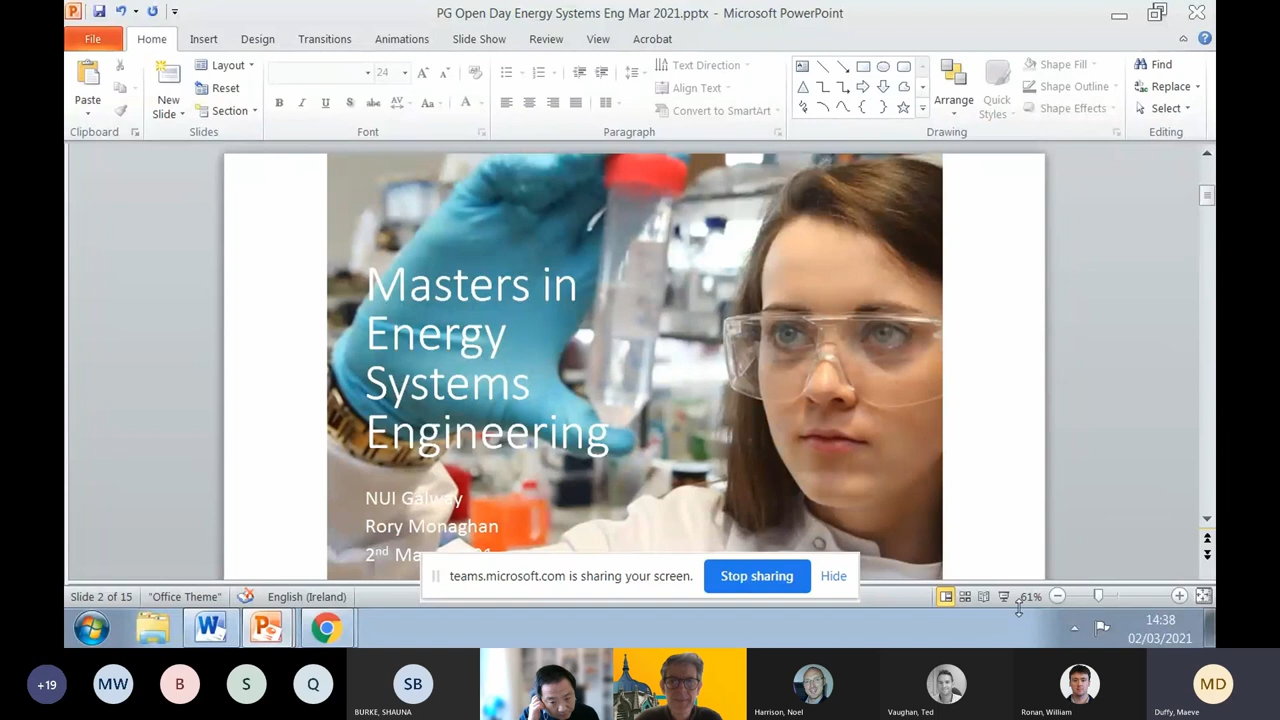 PG Open Day Energy Systems Eng Mar 2021.pptx - Microsoft PowerPoint
File Home Insert Design Transitions Animations Slide Show Review View Acrobat
Paste
New
Slide
Layout
Reset
Section
24
B I U S abc AV Aa A
Text Direction
Align Text
Convert to SmartArt
Arrange
Quick
Styles
Shape Fill
Shape Outline
Shape Effects
Find
Replace
Select
Clipboard Slides Font Paragraph Drawing Editing
Masters in
Energy
Systems
Engineering
NUI Galway
Rory Monaghan
2nd
teams.microsoft.com is sharing your screen. Stop sharing Hide
Slide 2 of 15 "Office Theme" English (Ireland) 61%
14:38
02/03/2021
+19 MW B S Q SB MD
BURKE, SHAUNA Harrison, Noel Vaughan, Ted Ronan, William Duffy, Maeve